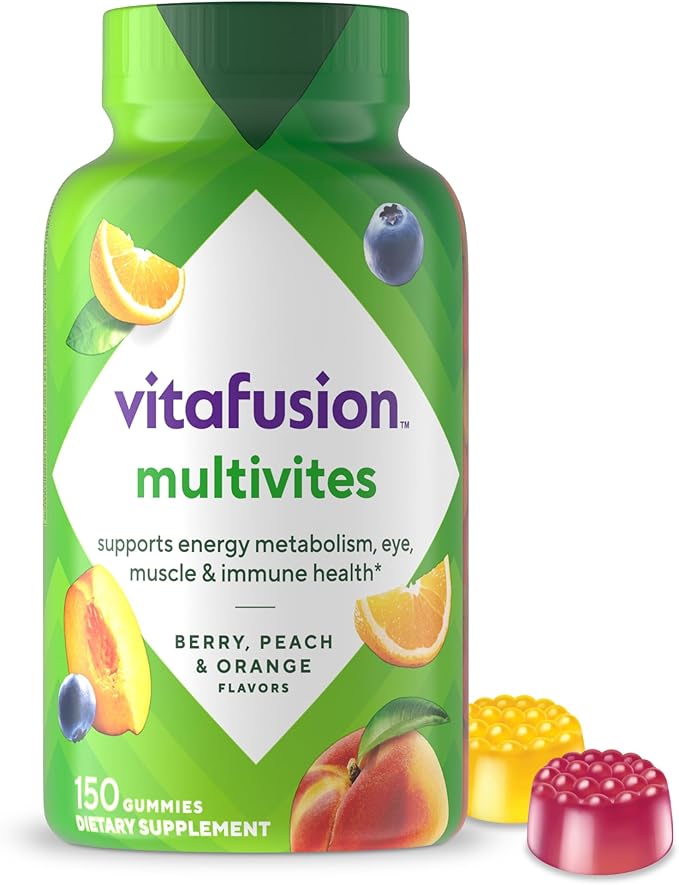 vitafusion™
multivites
supports energy metabolism, eye,
muscle & immune health*
BERRY, PEACH
& ORANGE
FLAVORS
150 GUMMIES
DIETARY SUPPLEMENT